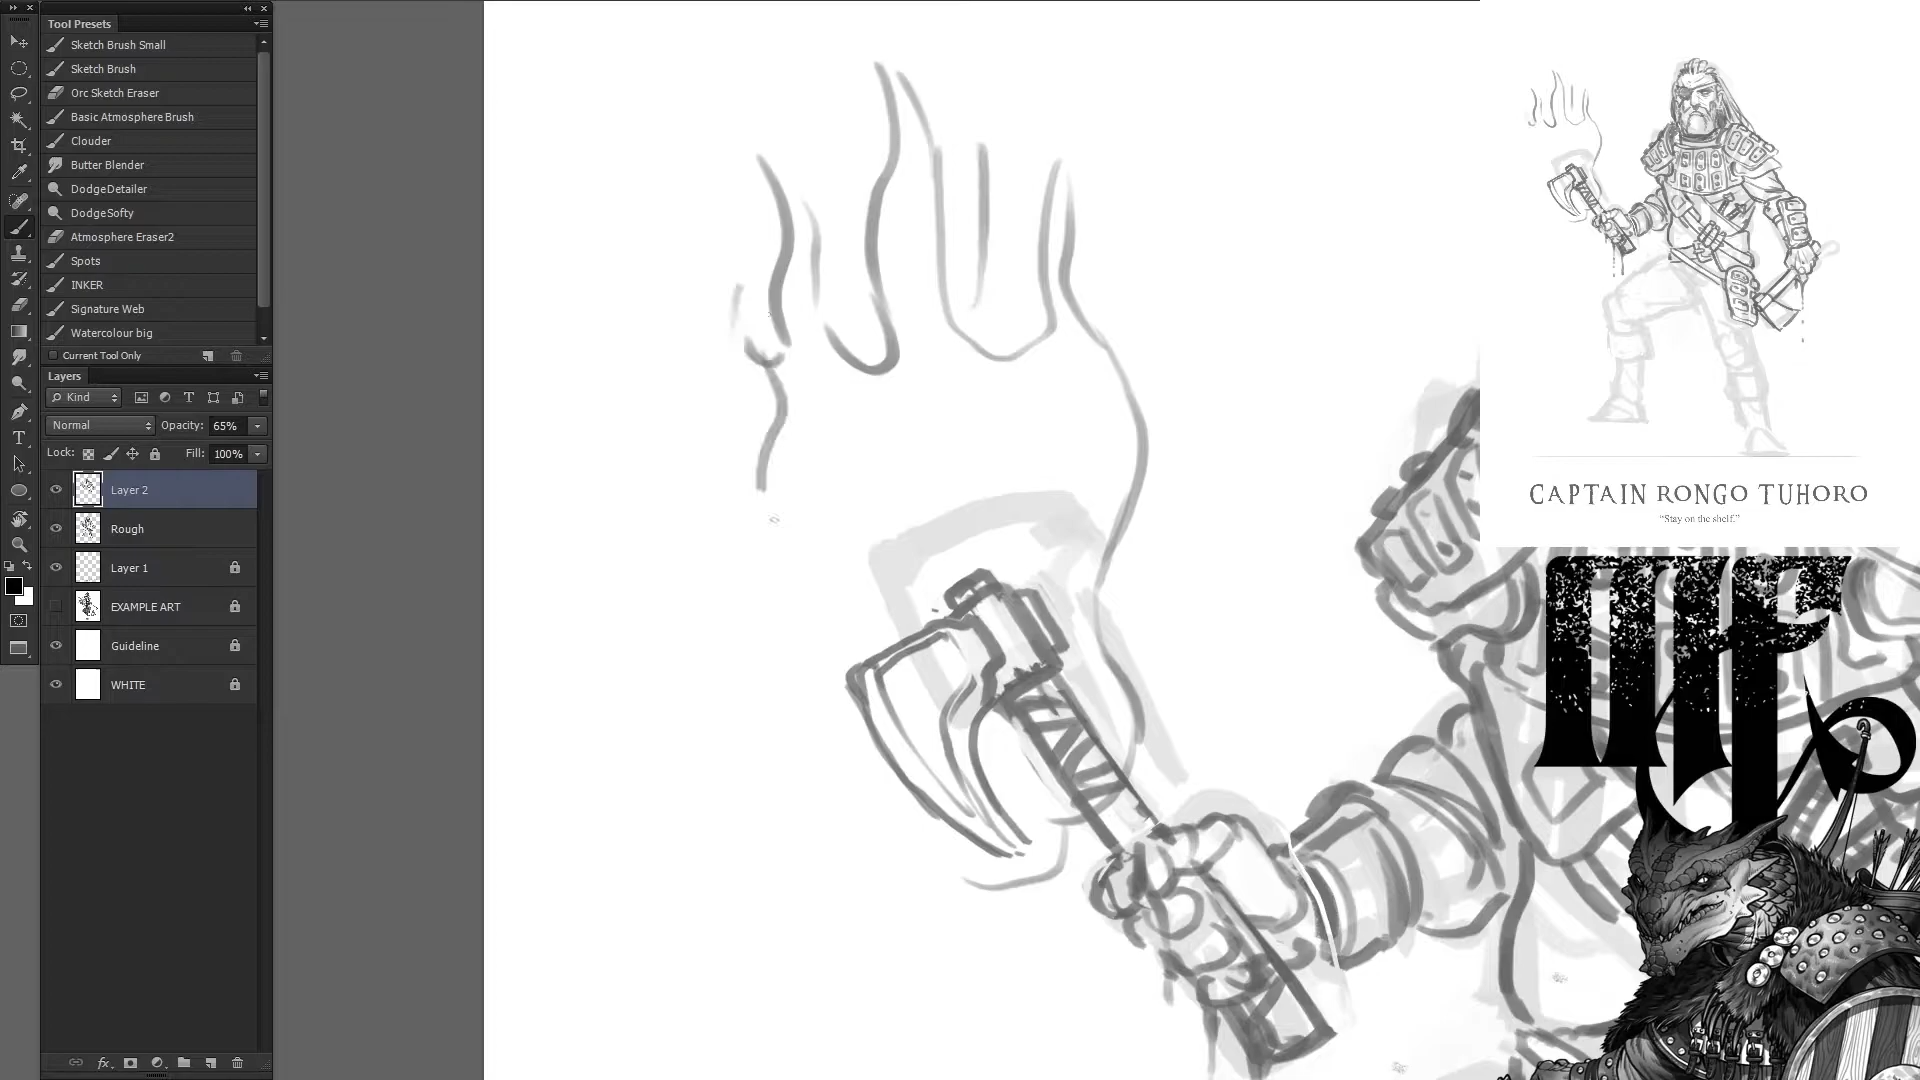 Tool Presets
Sketch Brush Small
Sketch Brush
Orc Sketch Eraser
Basic Atmosphere Brush
Clouder
Butter Blender
DodgeDetailer
DodgeSofty
Atmosphere Eraser2
Spots
INKER
Signature Web
Watercolour big
Current Tool Only
Layers
Kind
Normal Opacity: 65%
Lock: Fill: 100%
Layer 2
Rough
Layer 1
EXAMPLE ART
Guideline
WHITE
CAPTAIN RONGO TUHORO
“Stay on the shelf.”